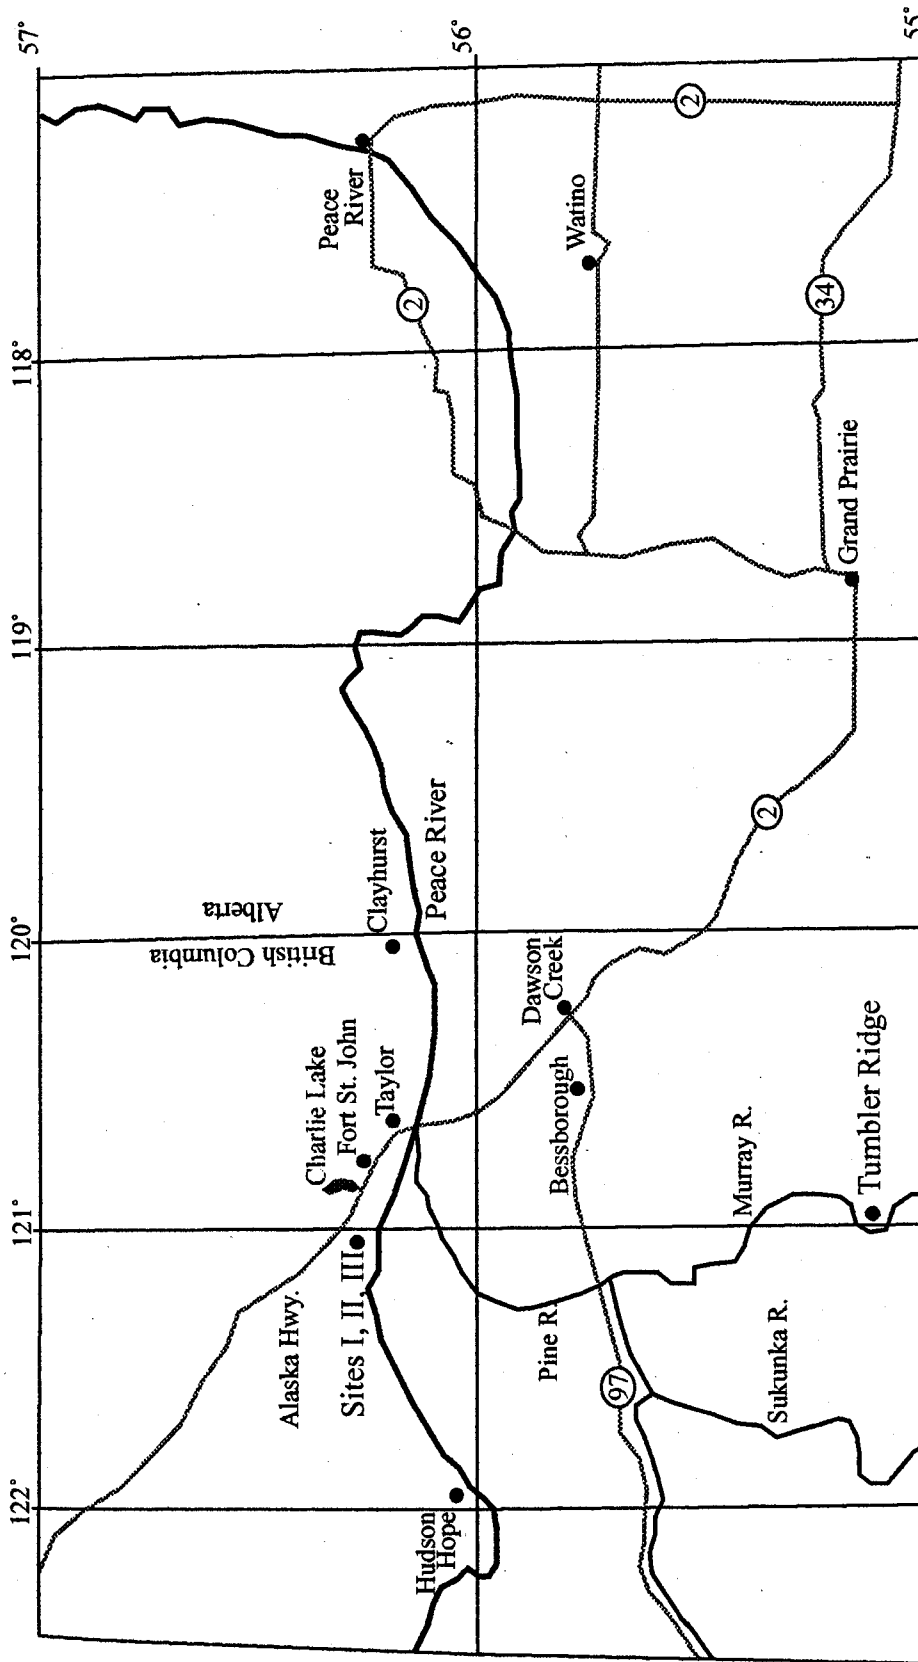 122°
121°
120°
119°
118°
57°
56°
55°
Alaska Hwy.
Charlie Lake
Fort St. John
Taylor
Sites I, II, III
Hudson
Hope
British Columbia
Alberta
Clayhurst
Peace River
Peace
River
2
Pine R.
Bessborough
Dawson
Creek
Watino
2
97
Sukunka R.
Murray R.
Tumbler Ridge
2
Grand Prairie
34